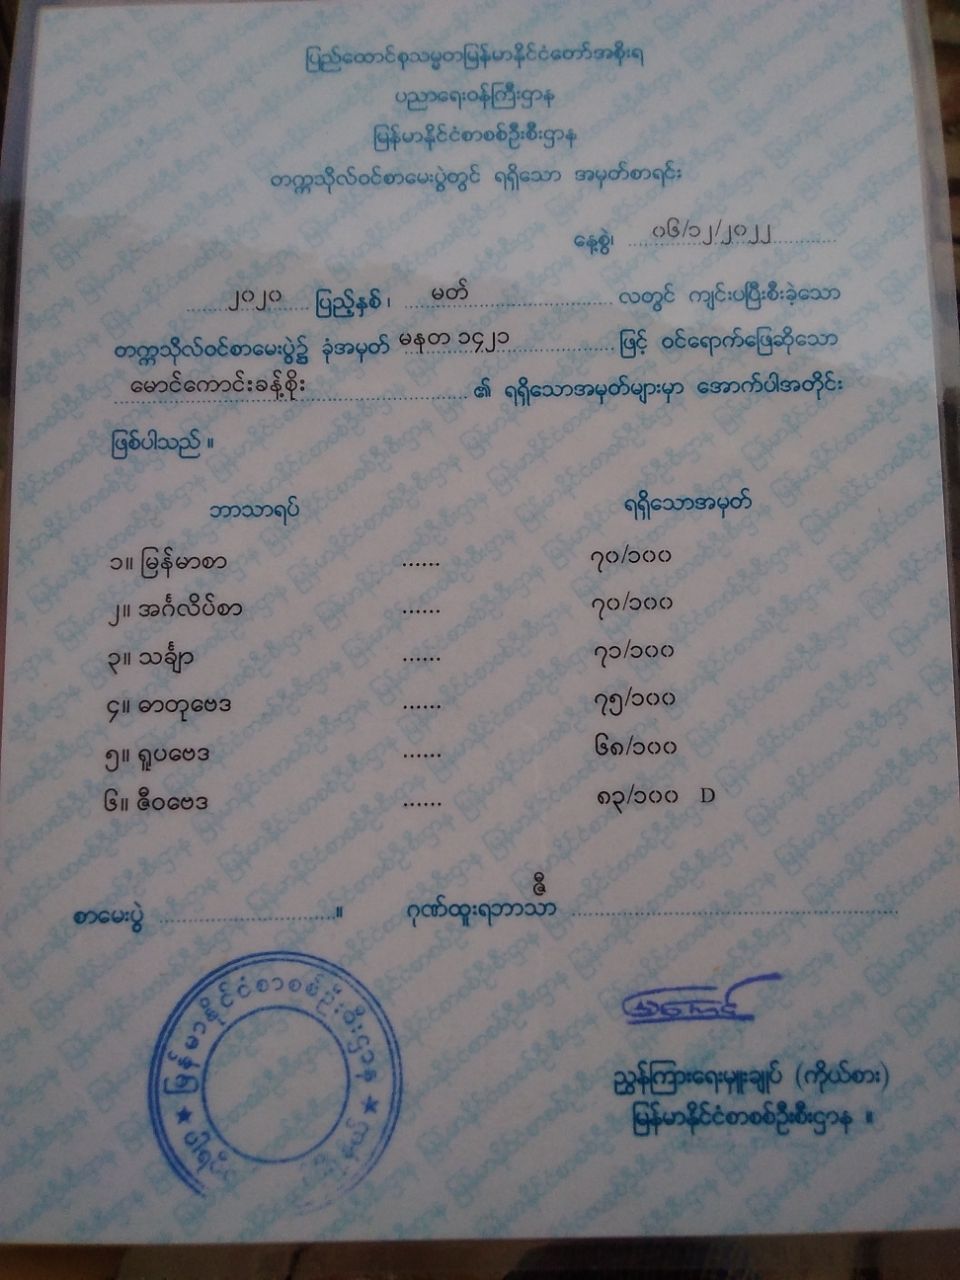 ပြည်ထောင်စုသမ္မတမြန်မာနိုင်ငံတော်အစိုးရ
ပညာရေးဝန်ကြီးဌာန
မြန်မာနိုင်ငံစာစစ်ဦးစီးဌာန
တက္ကသိုလ်ဝင်စာမေးပွဲတွင် ရရှိသော အမှတ်စာရင်း
နေ့စွဲ၊ ၀၆/၁၂/၂၀၂၂
၂၀၂၀ ပြည့်နှစ်၊ မတ် လတွင် ကျင်းပပြီးစီးခဲ့သော
တက္ကသိုလ်ဝင်စာမေးပွဲ၌ ခုံအမှတ် မနတ ၁၄၂၁ ဖြင့် ဝင်ရောက်ဖြေဆိုသော
မောင်ကောင်းခန့်စိုး ၏ ရရှိသောအမှတ်များမှာ အောက်ပါအတိုင်း
ဖြစ်ပါသည်။
ဘာသာရပ် ရရှိသောအမှတ်
၁။ မြန်မာစာ ...... ၇၀/၁၀၀
၂။ အင်္ဂလိပ်စာ ...... ၇၀/၁၀၀
၃။ သင်္ချာ ...... ၇၁/၁၀၀
၄။ ဓာတုဗေဒ ...... ၇၅/၁၀၀
၅။ ရူပဗေဒ ...... ၆၈/၁၀၀
၆။ ဇီဝဗေဒ ...... ၈၃/၁၀၀ D
စာမေးပွဲ ။ ဂုဏ်ထူးရဘာသာ ဇီ
မြန်မာနိုင်ငံစာစစ်ဦးစီးဌာန
ညွှန်ကြားရေးမှူးချုပ် (ကိုယ်စား)
မြန်မာနိုင်ငံစာစစ်ဦးစီးဌာန ။